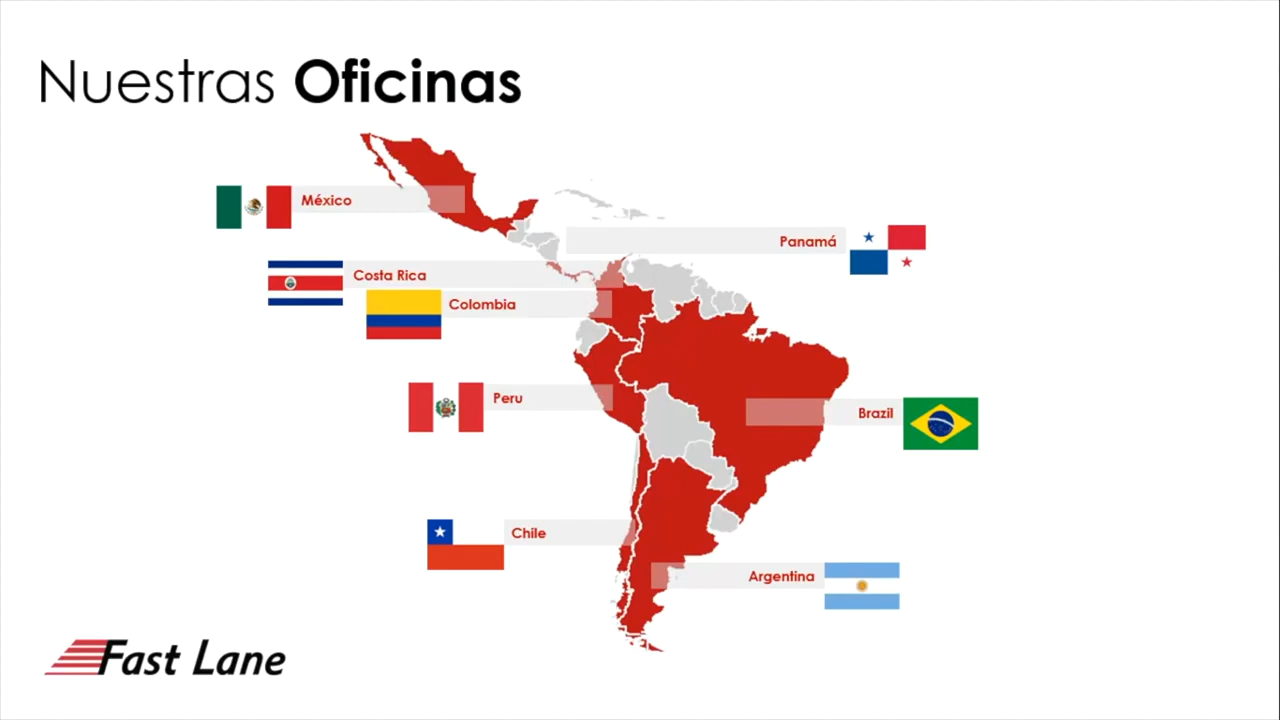 Nuestras Oficinas
México
Panamá
Costa Rica
Colombia
Peru
Brazil
Chile
Argentina
Fast Lane